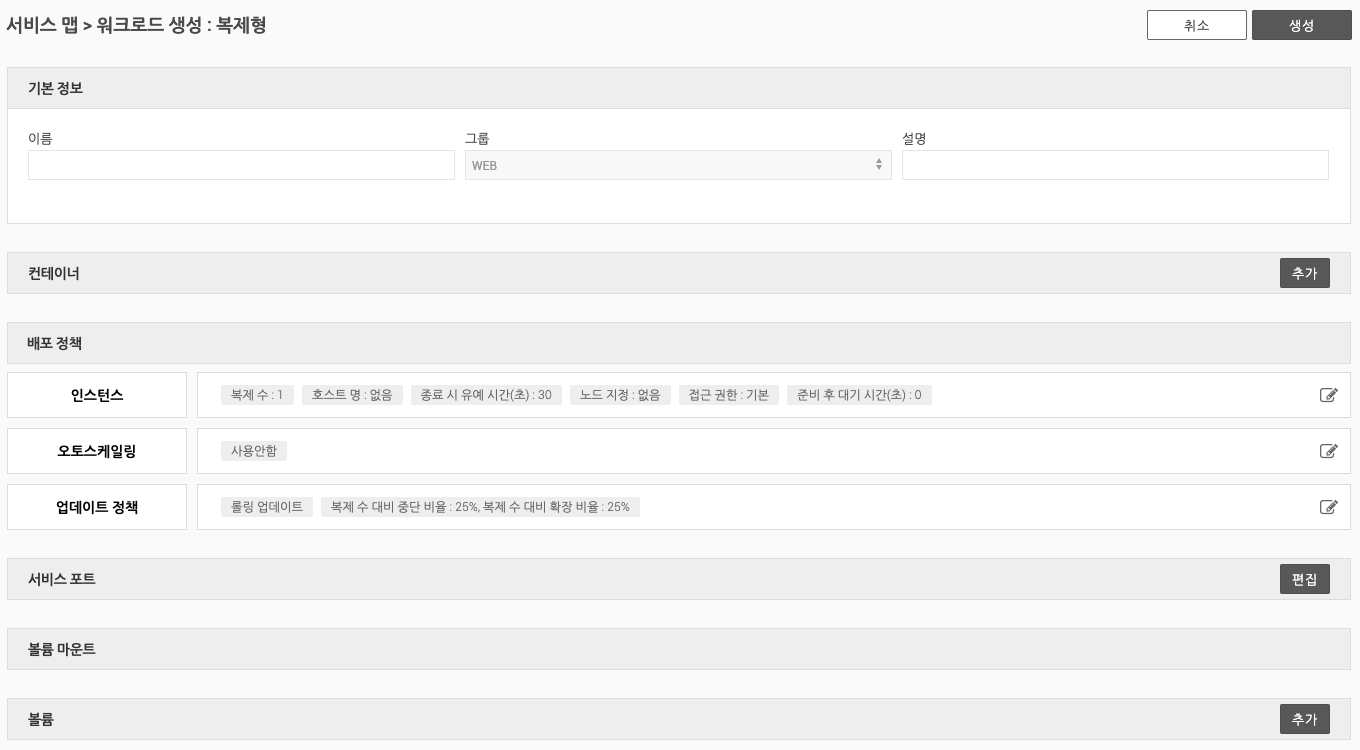 서비스 맵 > 워크로드 생성 : 복제형
취소 생성
기본 정보
이름 그룹 설명
WEB
컨테이너 추가
배포 정책
인스턴스 복제 수 : 1 호스트 명 : 없음 종료 시 유예 시간(초) : 30 노드 지정 : 없음 접근 권한 : 기본 준비 후 대기 시간(초) : 0
오토스케일링 사용안함
업데이트 정책 롤링 업데이트 복제 수 대비 중단 비율 : 25%, 복제 수 대비 확장 비율 : 25%
서비스 포트 편집
볼륨 마운트
볼륨 추가